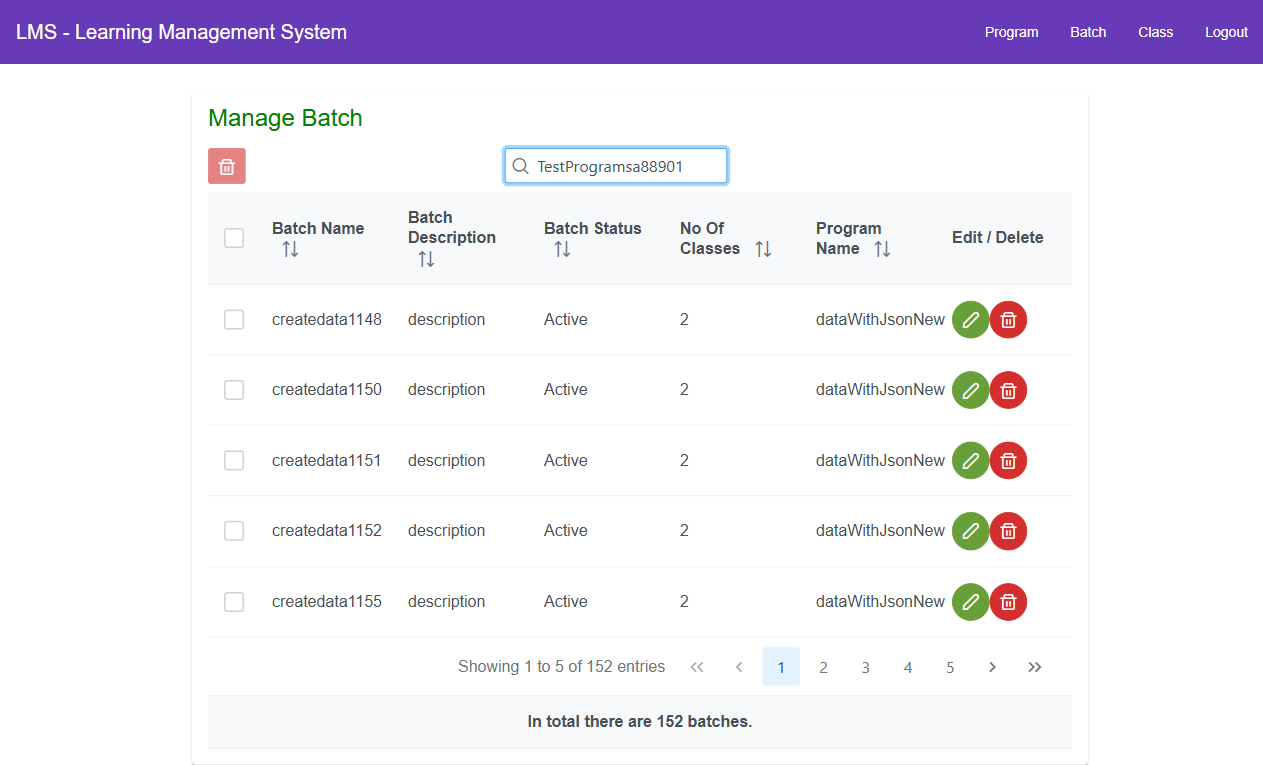 LMS - Learning Management System
Program Batch Class Logout
Manage Batch
TestProgramsa88901
Batch Name Batch Description Batch Status No Of Classes Program Name Edit / Delete
createdata1148 description Active 2 dataWithJsonNew
createdata1150 description Active 2 dataWithJsonNew
createdata1151 description Active 2 dataWithJsonNew
createdata1152 description Active 2 dataWithJsonNew
createdata1155 description Active 2 dataWithJsonNew
Showing 1 to 5 of 152 entries << < 1 2 3 4 5 > >>
In total there are 152 batches.